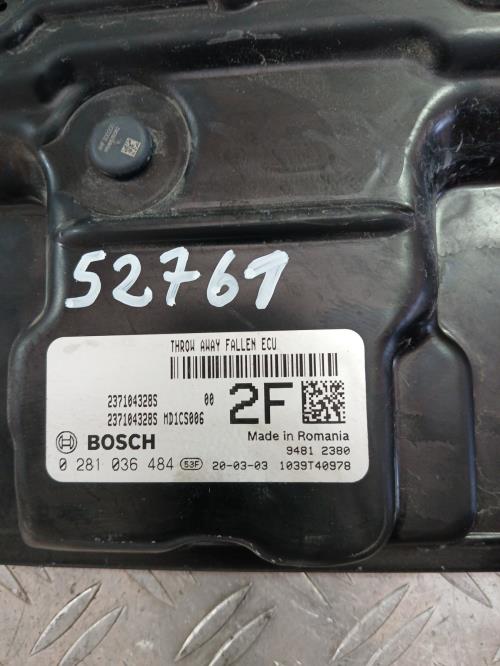 52761
THROW AWAY FALLEN ECU
237104328S 00
237104328S MD1CS006
2F
BOSCH
Made in Romania
9481 2380
0 281 036 484 53F 20-03-03 1039T40978